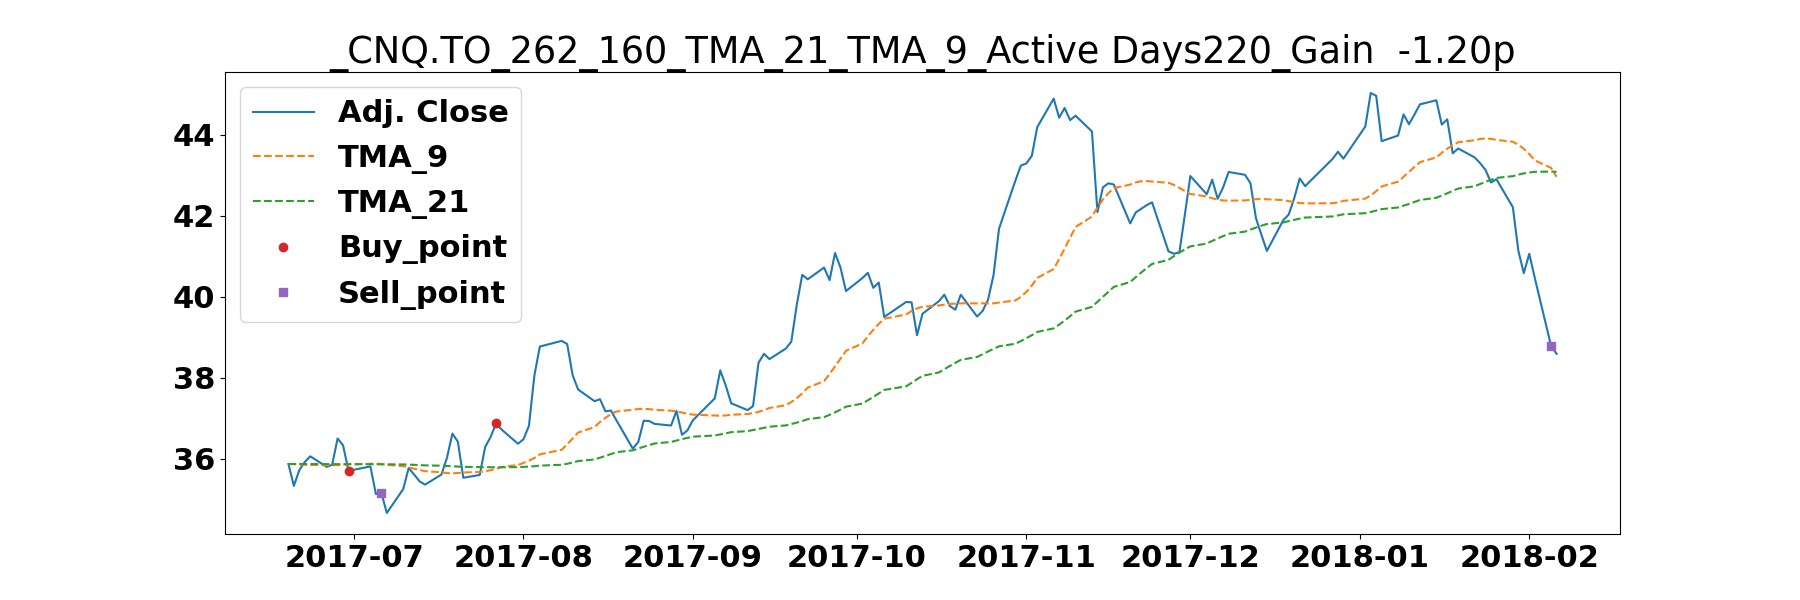 _CNQ.TO_262_160_TMA_21_TMA_9_Active Days220_Gain  -1.20p
Adj. Close
TMA_9
TMA_21
Buy_point
Sell_point
44
42
40
38
36
2017-07 2017-08 2017-09 2017-10 2017-11 2017-12 2018-01 2018-02